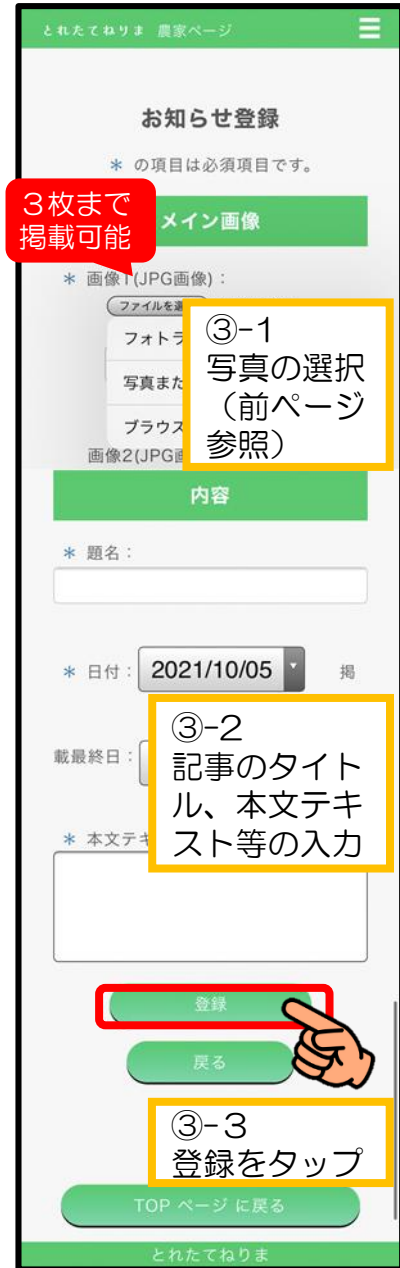 とれたてねりま 農家ページ
お知らせ登録
* の項目は必須項目です。
3枚まで
掲載可能
メイン画像
* 画像1(JPG画像):
ファイルを選
フォトラ
写真また
ブラウズ
③-1
写真の選択
(前ページ
参照)
画像2(JPG画
内容
* 題名:
* 日付: 2021/10/05 掲
載最終日:
③-2
記事のタイト
ル、本文テキ
スト等の入力
* 本文テキ
登録
戻る
③-3
登録をタップ
TOP ページ に戻る
とれたてねりま